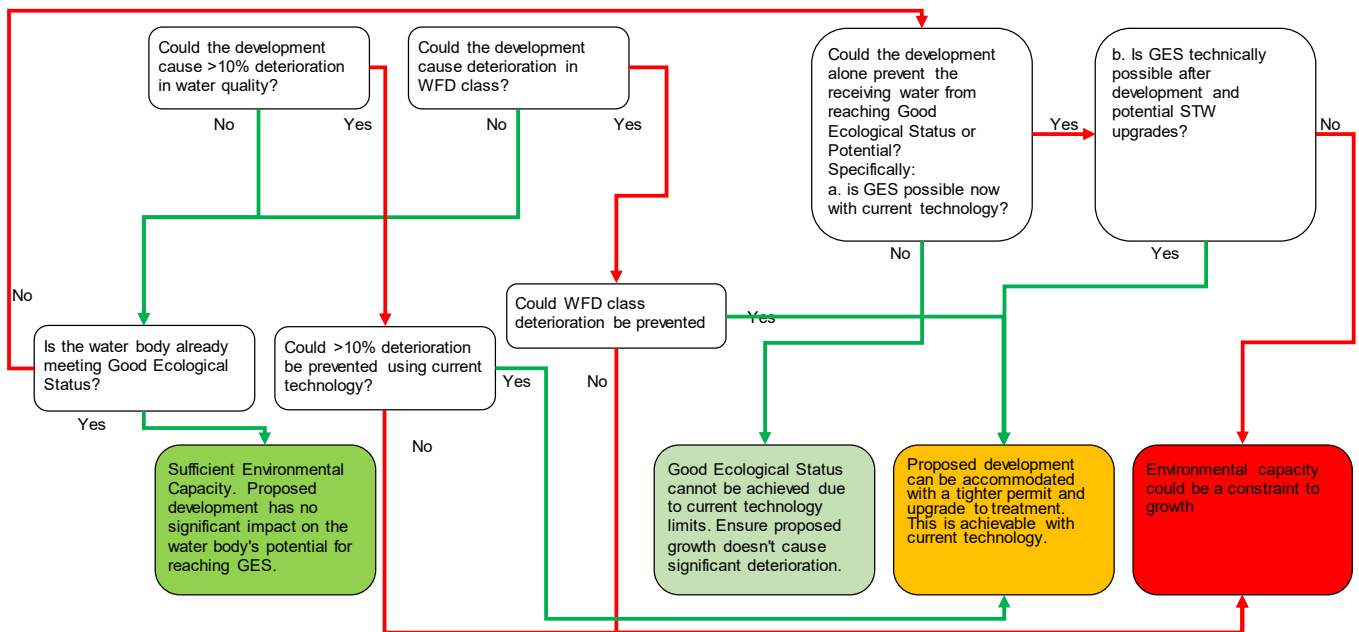 Could the development
cause >10% deterioration
in water quality?
Could the development
cause deterioration in
WFD class?
Could the development
alone prevent the
receiving water from
reaching Good
Ecological Status or
Potential?
Specifically:
a. is GES possible now
with current technology?
b. Is GES technically
possible after
development and
potential STW
upgrades?
No
Yes
No
Yes
Yes
No
No
Yes
No
Could WFD class
deterioration be prevented
Yes
Is the water body already
meeting Good Ecological
Status?
Could >10% deterioration
be prevented using current
technology?
Yes
No
Yes
No
Sufficient Environmental
Capacity. Proposed
development has no
significant impact on the
water body's potential for
reaching GES.
Good Ecological Status
cannot be achieved due
to current technology
limits. Ensure proposed
growth doesn't cause
significant deterioration.
Proposed development
can be accommodated
with a tighter permit and
upgrade to treatment.
This is achievable with
current technology.
Environmental capacity
could be a constraint to
growth